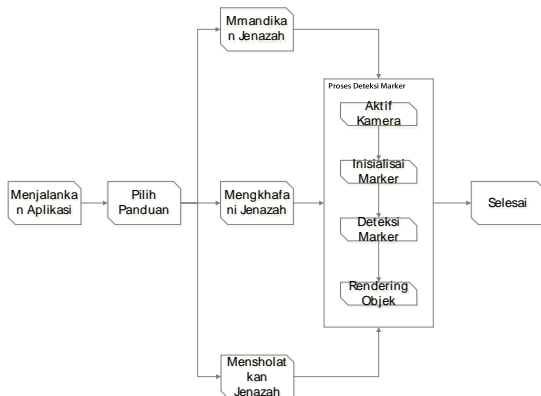 Mmandika
n Jenazah
Proses Deteksi Marker
Aktif
Kamera
Inisialisai
Marker
Menjalanka
n Aplikasi
Pilih
Panduan
Mengkhafa
ni Jenazah
Selesai
Deteksi
Marker
Rendering
Objek
Mensholat
kan
Jenazah